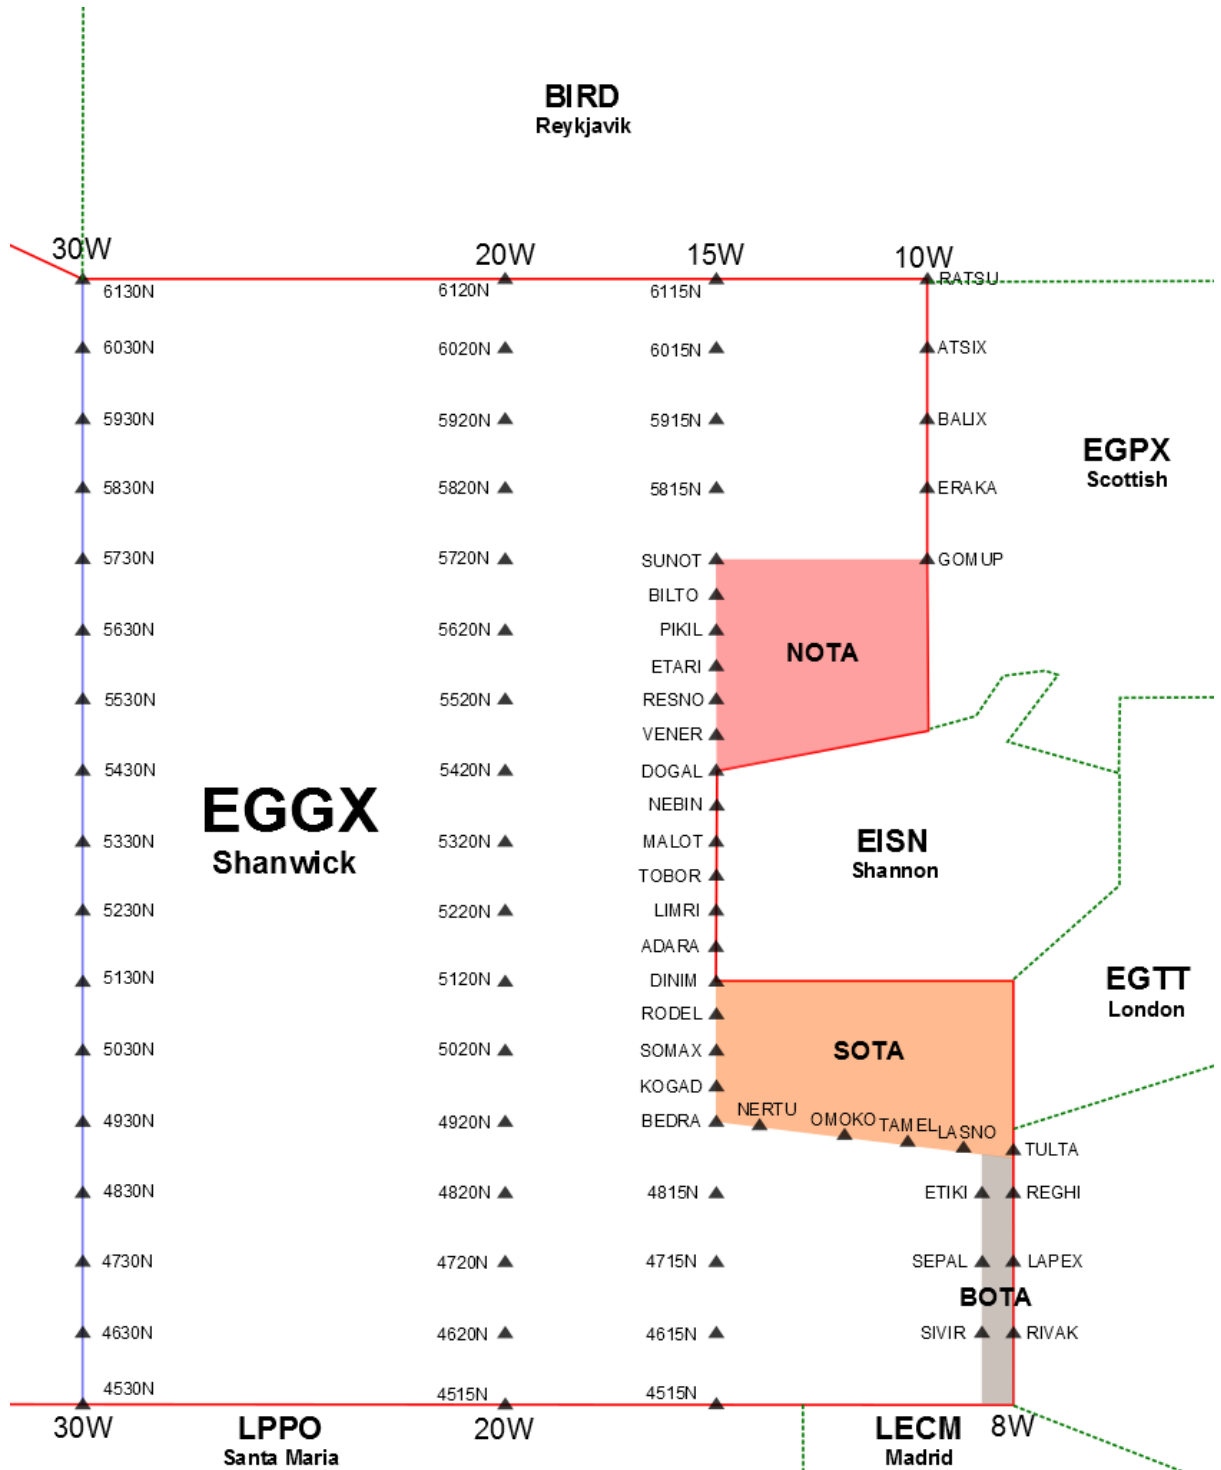 BIRD
Reykjavik
30W
20W
15W
10W
6130N
6120N
6115N
RATSU
6030N
6020N
6015N
ATSIX
5930N
5920N
5915N
BALIX
EGPX
Scottish
5830N
5820N
5815N
ERAKA
5730N
5720N
SUNOT
GOMUP
BILTO
5630N
5620N
PIKIL
NOTA
ETARI
5530N
5520N
RESNO
VENER
5430N
5420N
DOGAL
EGGX
Shanwick
NEBIN
5330N
5320N
MALOT
EISN
Shannon
TOBOR
5230N
5220N
LIMRI
ADARA
5130N
5120N
DINIM
EGTT
London
RODEL
5030N
5020N
SOMAX
SOTA
KOGAD
4930N
4920N
BEDRA
NERTU
OMOKO
TAMEL
LASNO
TULTA
4830N
4820N
4815N
ETIKI
REGHI
4730N
4720N
4715N
SEPAL
LAPEX
BOTA
4630N
4620N
4615N
SIVIR
RIVAK
4530N
4515N
4515N
30W
LPPO
Santa Maria
20W
LECM
Madrid
8W